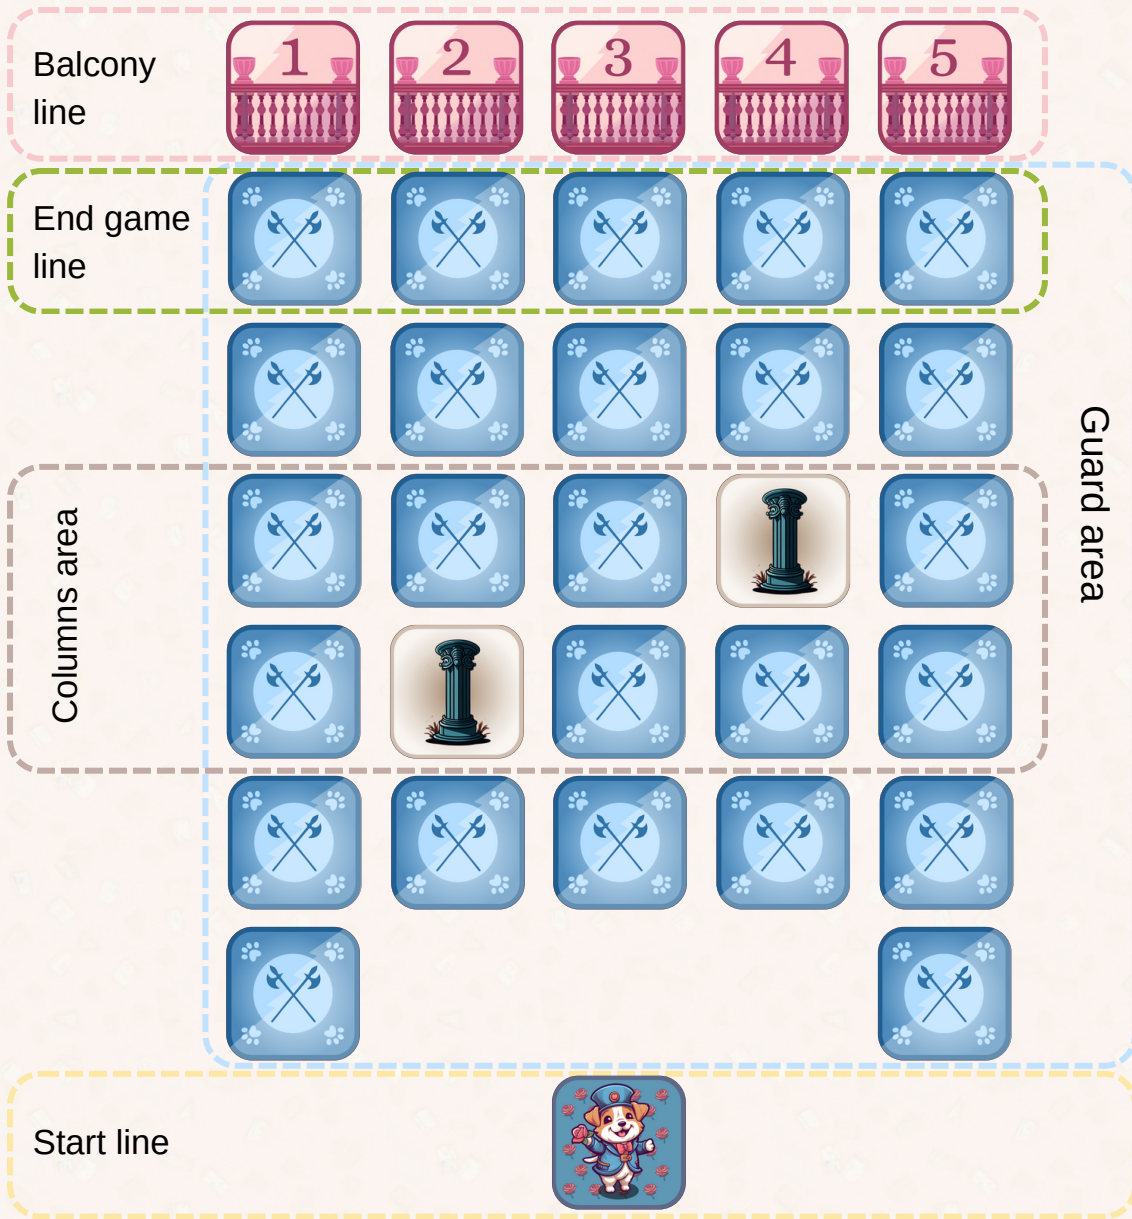 Balcony
line
1 2 3 4 5
End game
line
Columns area
Guard area
Start line